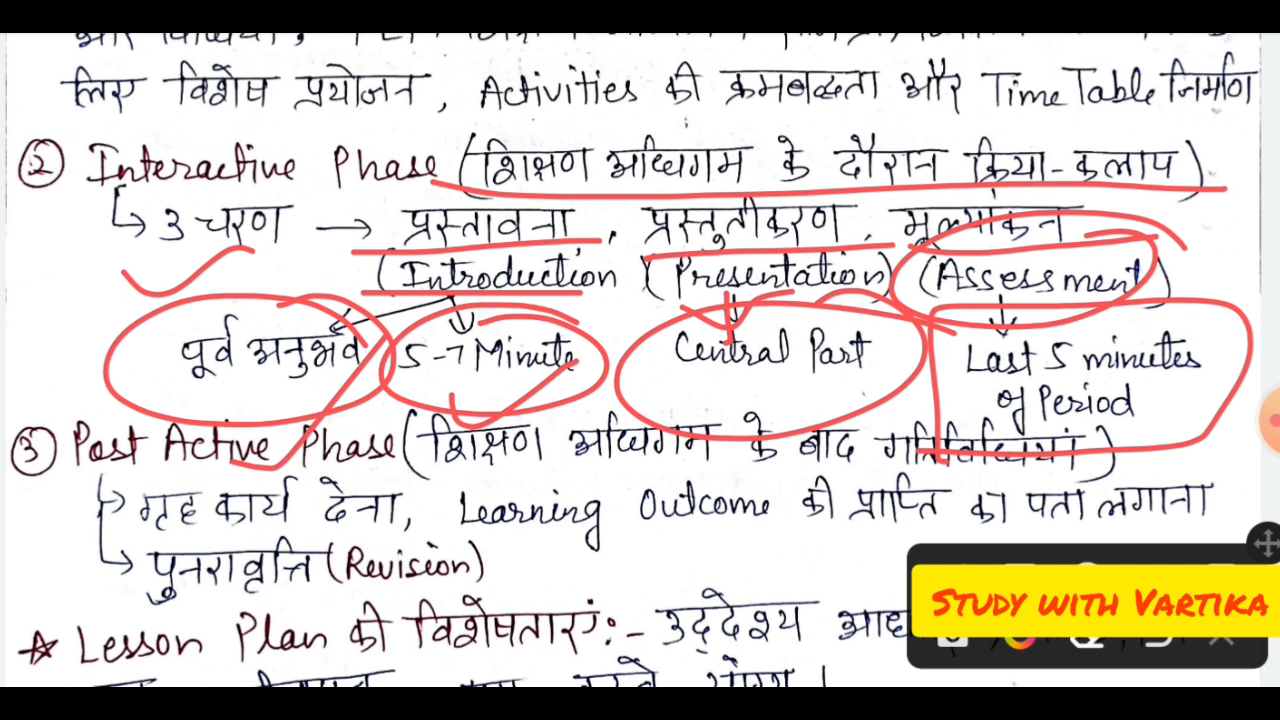 लिए विशेष प्रयोजन, Activities की क्रमबद्धता और Time Table निर्माण
② Interactive Phase (शिक्षण अधिगम के दौरान क्रिया-कलाप)
↳ 3 चरण → प्रस्तावना, प्रस्तुतीकरण, मूल्यांकन
(Introduction (Presentation) (Assessment)
पूर्व अनुभव 5-7 Minute Central Part Last 5 minutes
of Period
③ Post Active Phase (शिक्षण अधिगम के बाद गतिविधियां)
↳ गृह कार्य देना, Learning Outcome की प्राप्ति का पता लगाना
↳ पुनरावृत्ति (Revision)
STUDY WITH VARTIKA
★ Lesson Plan की विशेषताएं:- उद्देश्य